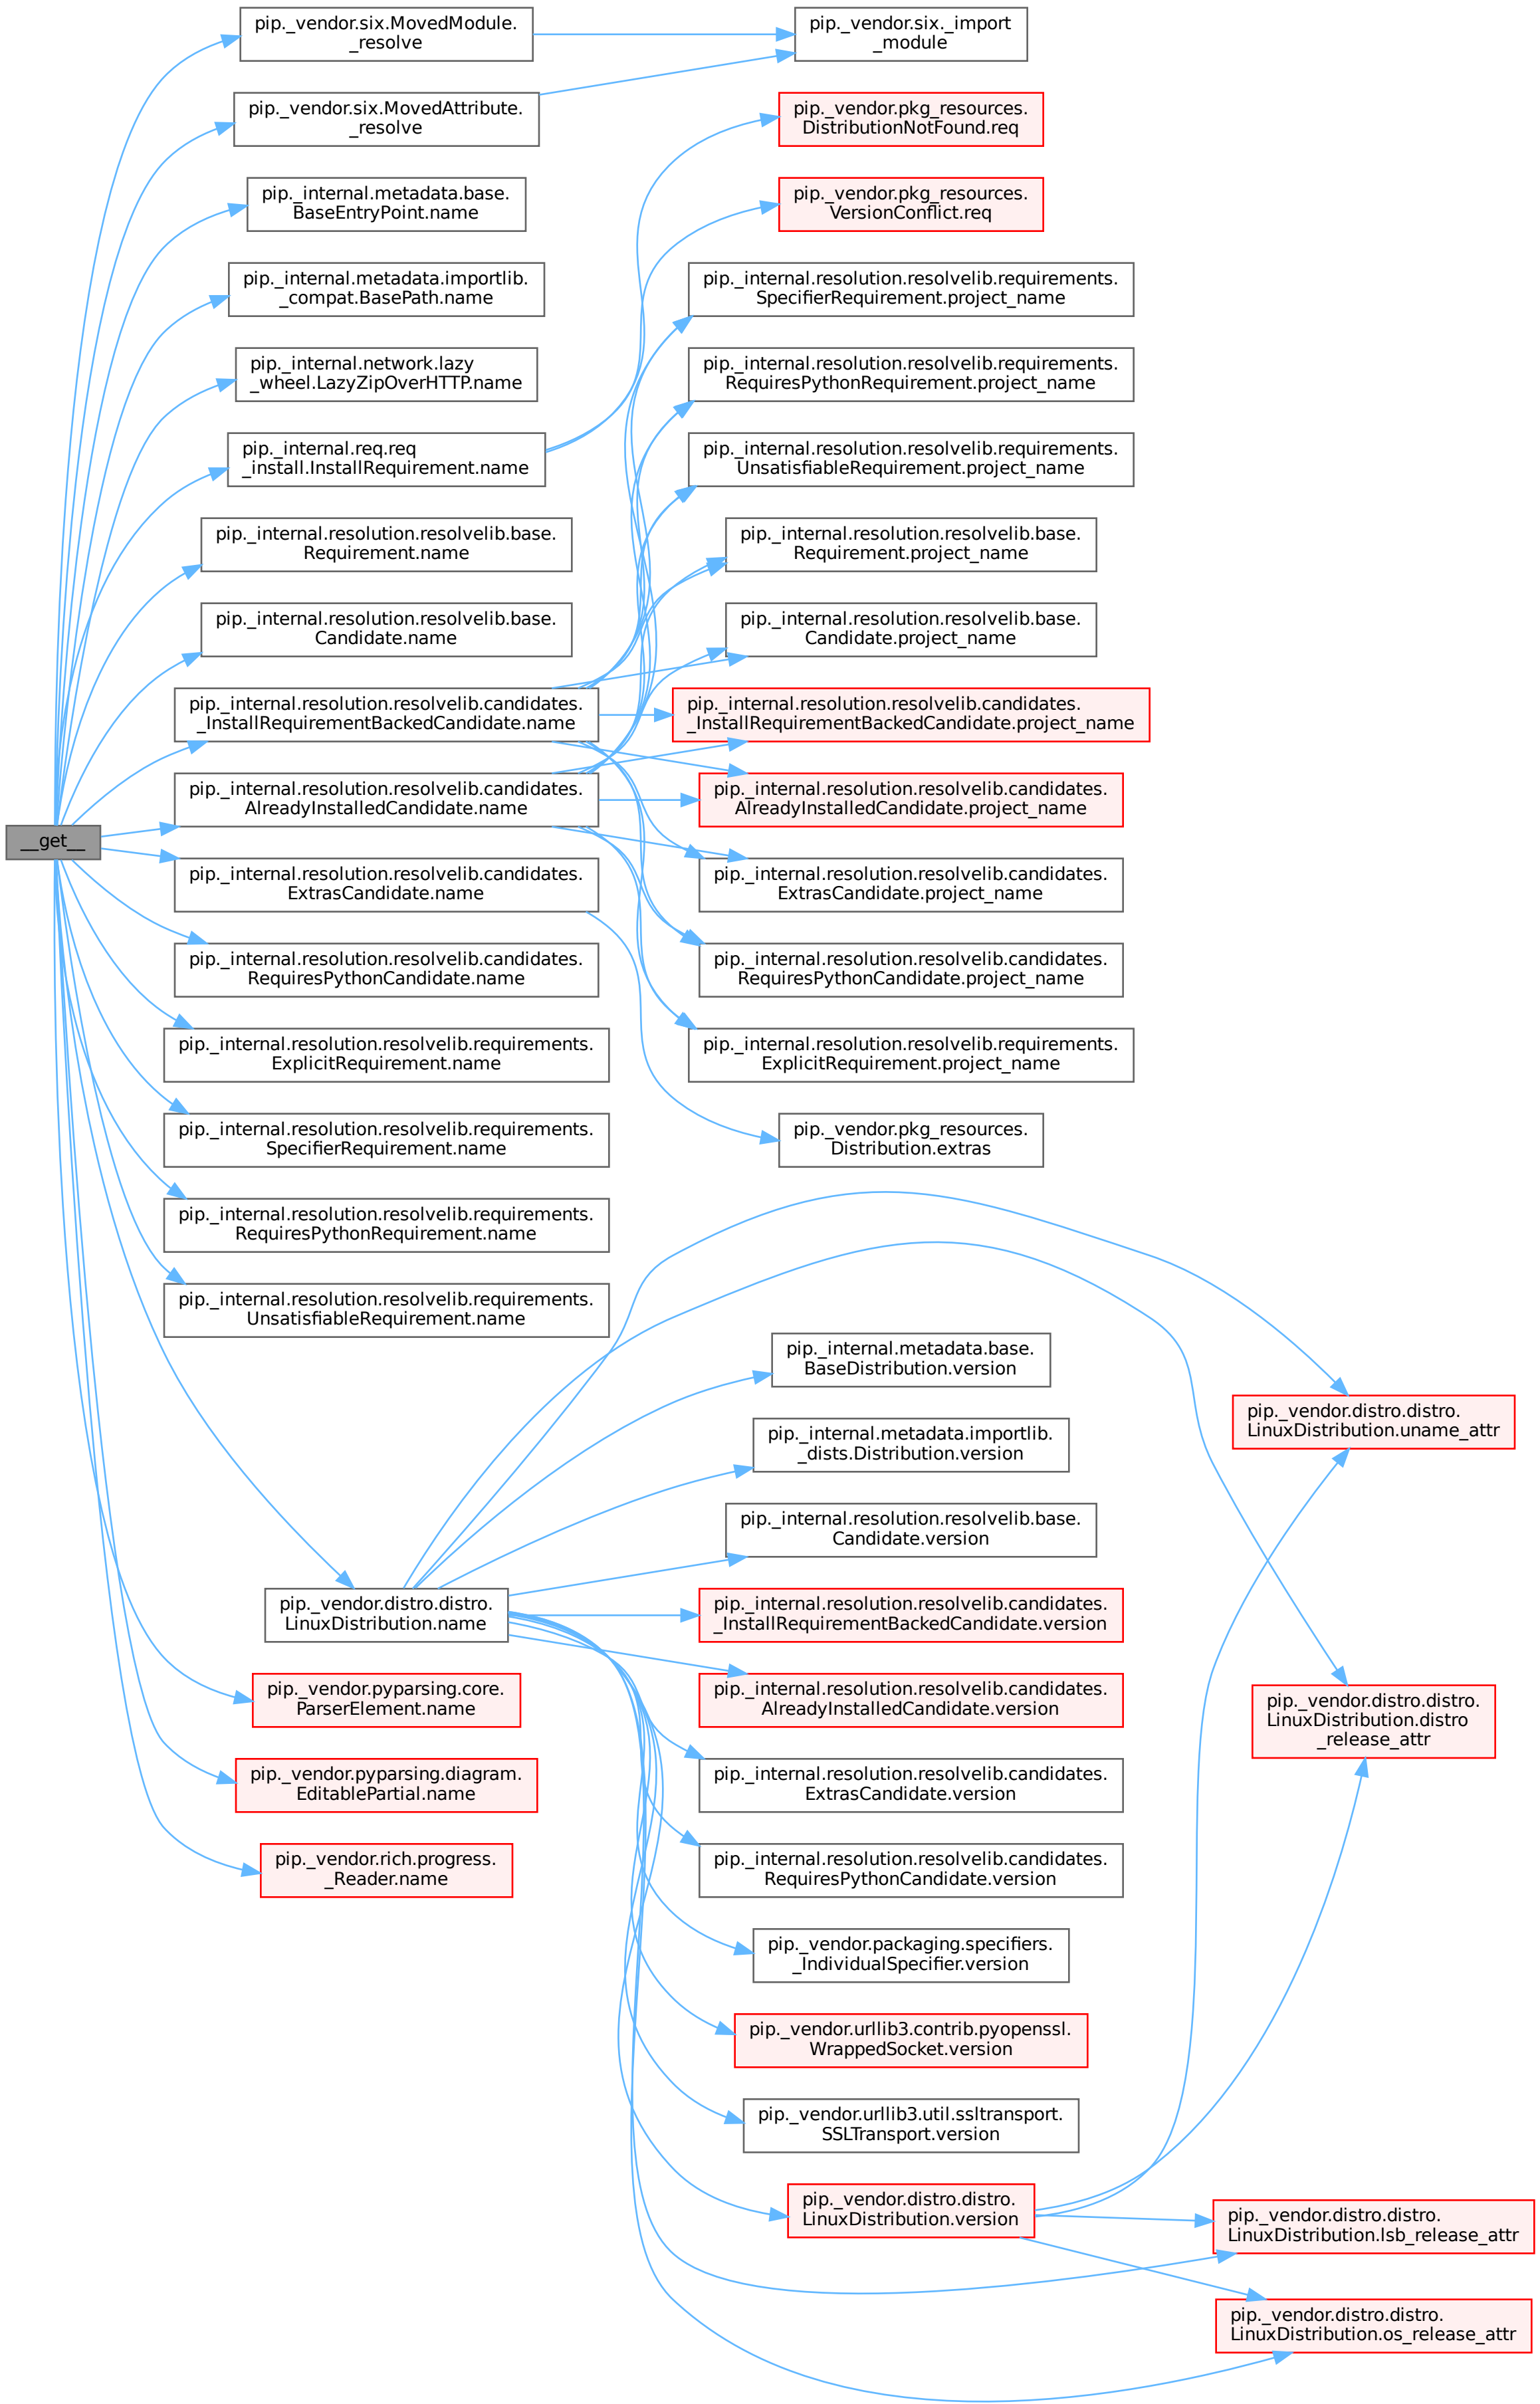 __get__
pip._vendor.six.MovedModule.
_resolve
pip._vendor.six.MovedAttribute.
_resolve
pip._internal.metadata.base.
BaseEntryPoint.name
pip._internal.metadata.importlib.
_compat.BasePath.name
pip._internal.network.lazy
_wheel.LazyZipOverHTTP.name
pip._internal.req.req
_install.InstallRequirement.name
pip._internal.resolution.resolvelib.base.
Requirement.name
pip._internal.resolution.resolvelib.base.
Candidate.name
pip._internal.resolution.resolvelib.candidates.
_InstallRequirementBackedCandidate.name
pip._internal.resolution.resolvelib.candidates.
AlreadyInstalledCandidate.name
pip._internal.resolution.resolvelib.candidates.
ExtrasCandidate.name
pip._internal.resolution.resolvelib.candidates.
RequiresPythonCandidate.name
pip._internal.resolution.resolvelib.requirements.
ExplicitRequirement.name
pip._internal.resolution.resolvelib.requirements.
SpecifierRequirement.name
pip._internal.resolution.resolvelib.requirements.
RequiresPythonRequirement.name
pip._internal.resolution.resolvelib.requirements.
UnsatisfiableRequirement.name
pip._vendor.distro.distro.
LinuxDistribution.name
pip._vendor.pyparsing.core.
ParserElement.name
pip._vendor.pyparsing.diagram.
EditablePartial.name
pip._vendor.rich.progress.
_Reader.name
pip._vendor.six._import
_module
pip._vendor.pkg_resources.
DistributionNotFound.req
pip._vendor.pkg_resources.
VersionConflict.req
pip._internal.resolution.resolvelib.requirements.
SpecifierRequirement.project_name
pip._internal.resolution.resolvelib.requirements.
RequiresPythonRequirement.project_name
pip._internal.resolution.resolvelib.requirements.
UnsatisfiableRequirement.project_name
pip._internal.resolution.resolvelib.base.
Requirement.project_name
pip._internal.resolution.resolvelib.base.
Candidate.project_name
pip._internal.resolution.resolvelib.candidates.
_InstallRequirementBackedCandidate.project_name
pip._internal.resolution.resolvelib.candidates.
AlreadyInstalledCandidate.project_name
pip._internal.resolution.resolvelib.candidates.
ExtrasCandidate.project_name
pip._internal.resolution.resolvelib.candidates.
RequiresPythonCandidate.project_name
pip._internal.resolution.resolvelib.requirements.
ExplicitRequirement.project_name
pip._vendor.pkg_resources.
Distribution.extras
pip._internal.metadata.base.
BaseDistribution.version
pip._internal.metadata.importlib.
_dists.Distribution.version
pip._internal.resolution.resolvelib.base.
Candidate.version
pip._internal.resolution.resolvelib.candidates.
_InstallRequirementBackedCandidate.version
pip._internal.resolution.resolvelib.candidates.
AlreadyInstalledCandidate.version
pip._internal.resolution.resolvelib.candidates.
ExtrasCandidate.version
pip._internal.resolution.resolvelib.candidates.
RequiresPythonCandidate.version
pip._vendor.packaging.specifiers.
_IndividualSpecifier.version
pip._vendor.urllib3.contrib.pyopenssl.
WrappedSocket.version
pip._vendor.urllib3.util.ssltransport.
SSLTransport.version
pip._vendor.distro.distro.
LinuxDistribution.version
pip._vendor.distro.distro.
LinuxDistribution.uname_attr
pip._vendor.distro.distro.
LinuxDistribution.distro
_release_attr
pip._vendor.distro.distro.
LinuxDistribution.lsb_release_attr
pip._vendor.distro.distro.
LinuxDistribution.os_release_attr